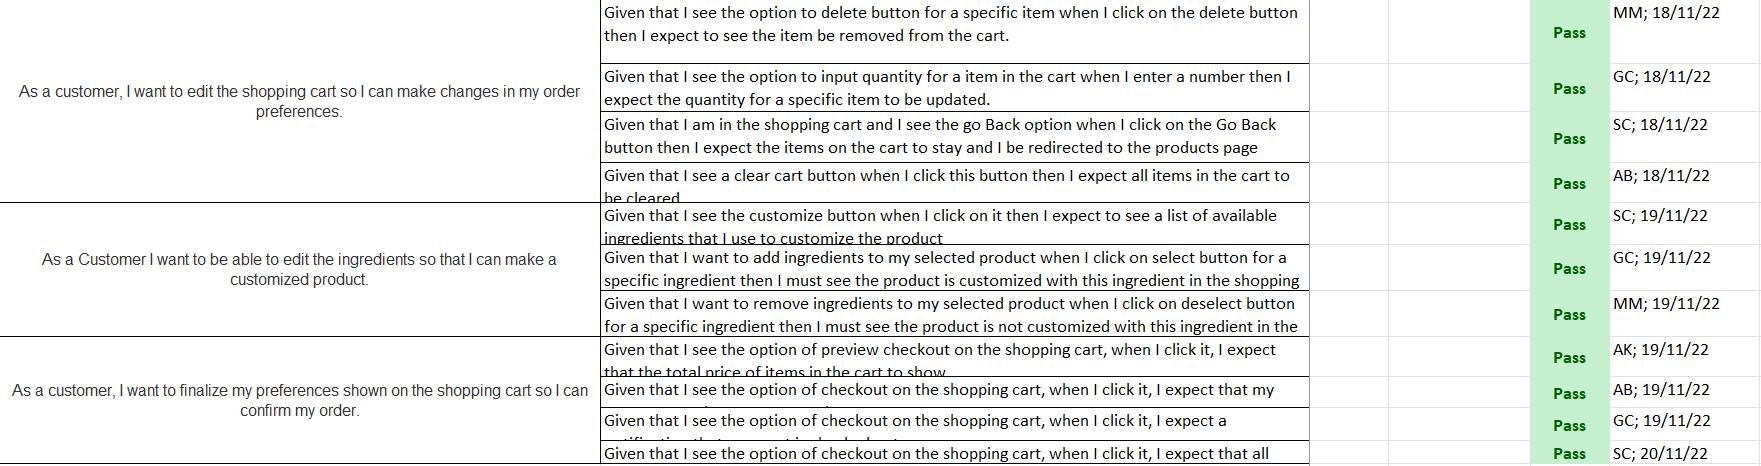 Given that I see the option to delete button for a specific item when I click on the delete button
then I expect to see the item be removed from the cart.
Pass
MM; 18/11/22
As a customer, I want to edit the shopping cart so I can make changes in my order
preferences.
Given that I see the option to input quantity for a item in the cart when I enter a number then I
expect the quantity for a specific item to be updated.
Pass
GC; 18/11/22
Given that I am in the shopping cart and I see the go Back option when I click on the Go Back
button then I expect the items on the cart to stay and I be redirected to the products page
Pass
SC; 18/11/22
Given that I see a clear cart button when I click this button then I expect all items in the cart to
be cleared
Pass
AB; 18/11/22
Given that I see the customize button when I click on it then I expect to see a list of available
ingredients that I use to customize the product
Pass
SC; 19/11/22
As a Customer I want to be able to edit the ingredients so that I can make a
customized product.
Given that I want to add ingredients to my selected product when I click on select button for a
specific ingredient then I must see the product is customized with this ingredient in the shopping
Pass
GC; 19/11/22
Given that I want to remove ingredients to my selected product when I click on deselect button
for a specific ingredient then I must see the product is not customized with this ingredient in the
Pass
MM; 19/11/22
Given that I see the option of preview checkout on the shopping cart, when I click it, I expect
that the total price of items in the cart to show
Pass
AK; 19/11/22
As a customer, I want to finalize my preferences shown on the shopping cart so I can
confirm my order.
Given that I see the option of checkout on the shopping cart, when I click it, I expect that my
Pass
AB; 19/11/22
Given that I see the option of checkout on the shopping cart, when I click it, I expect a
Pass
GC; 19/11/22
Given that I see the option of checkout on the shopping cart, when I click it, I expect that all
Pass
SC; 20/11/22